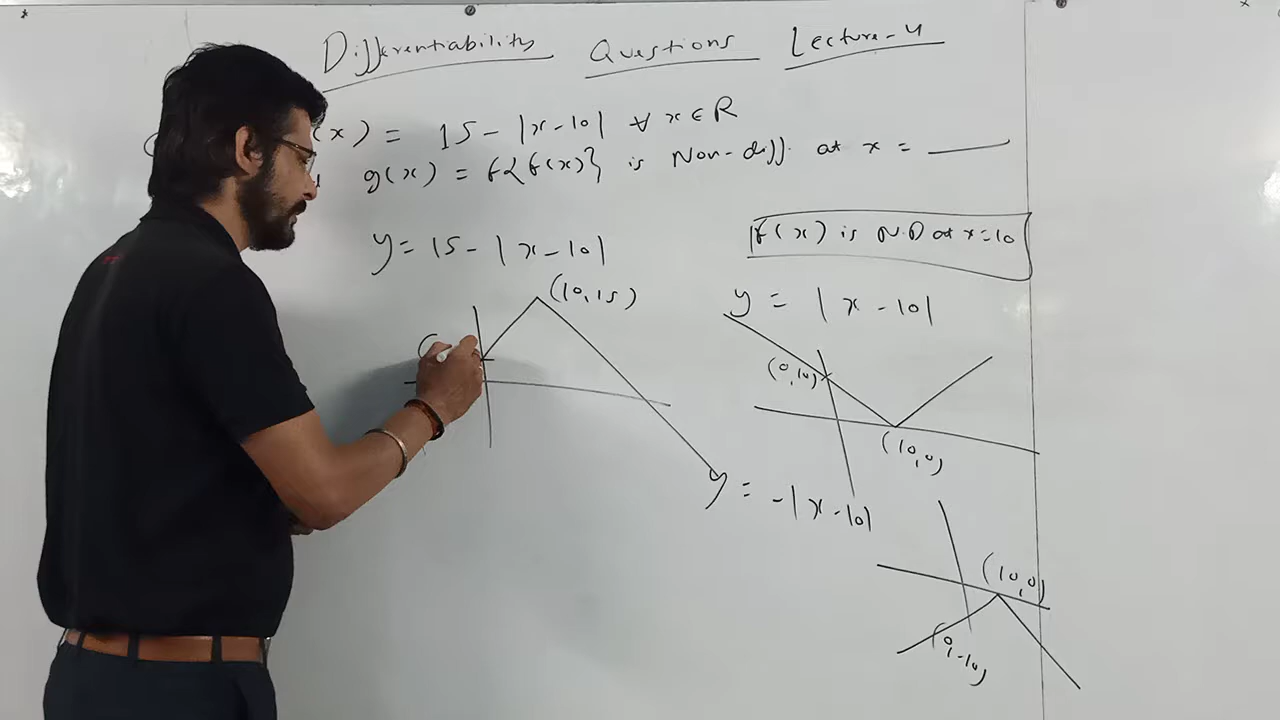 Differentiability Questions Lecture-4
(x) = 15 - |x-10| ∀ x ∈ R
g(x) = f{f(x)} is Non-diff. at x = ____
y = 15 - |x-10|
f(x) is N.D at x=10
(10,15)
y = |x-10|
(0,10)
(10,0)
y = -|x-10|
(10,0)
(0,-10)